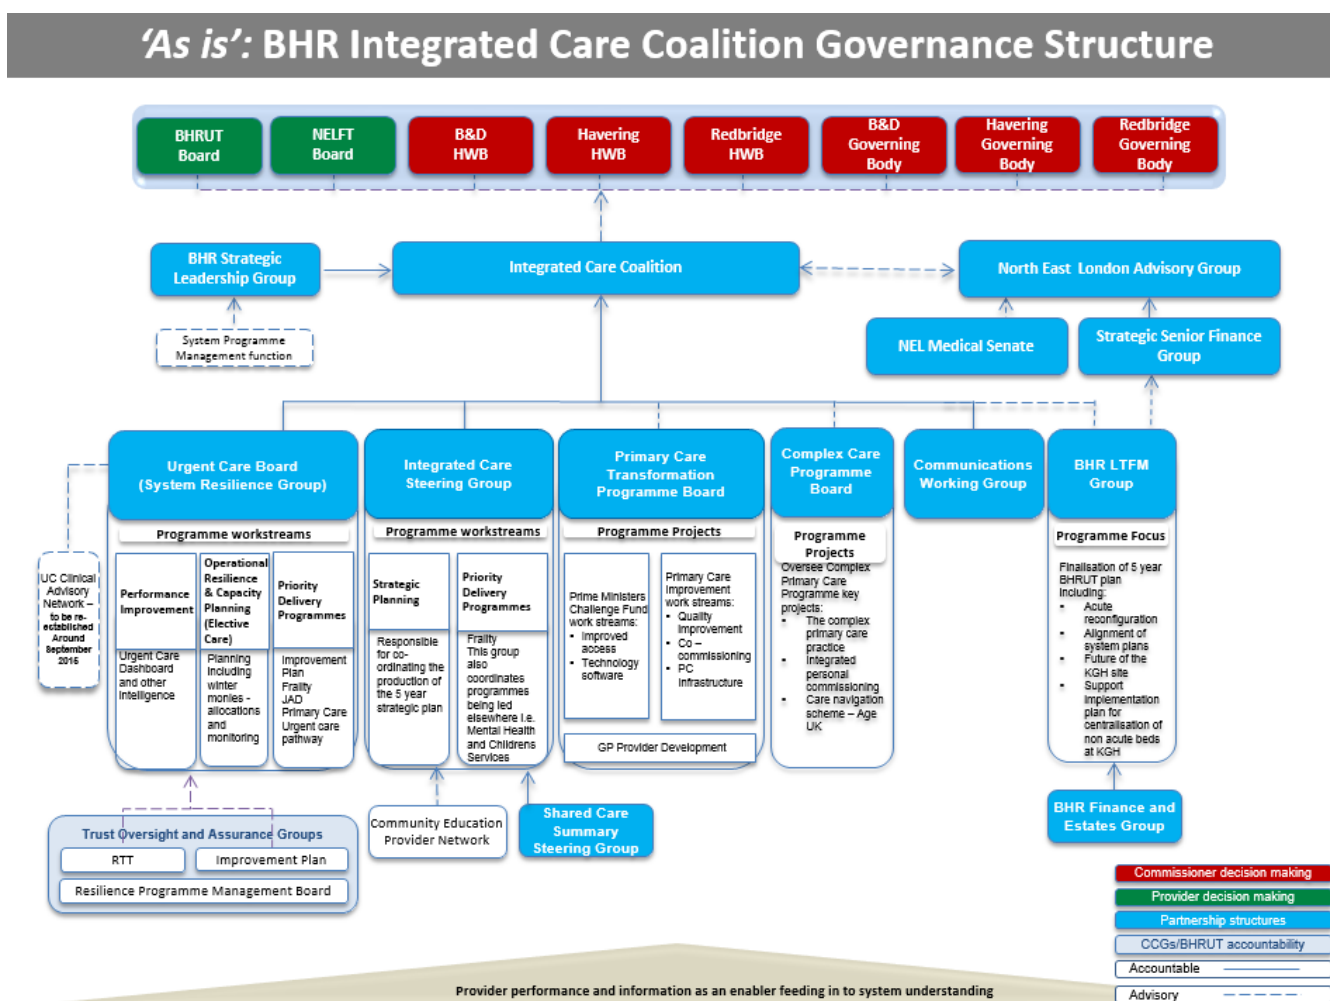 'As is': BHR Integrated Care Coalition Governance Structure
BHRUT
Board
NELFT
Board
B&D
HWB
Havering
HWB
Redbridge
HWB
B&D
Governing
Body
Havering
Governing
Body
Redbridge
Governing
Body
BHR Strategic
Leadership Group
Integrated Care Coalition
North East London Advisory Group
System Programme
Management function
NEL Medical Senate
Strategic Senior Finance
Group
Urgent Care Board
(System Resilience Group)
Integrated Care
Steering Group
Primary Care
Transformation
Programme Board
Complex Care
Programme
Board
Communications
Working Group
BHR LTFM
Group
UC Clinical
Advisory
Network –
to be re-
established
Around
September
2015
Programme workstreams
Performance
Improvement
Urgent Care
Dashboard
and other
intelligence
Operational
Resilience
& Capacity
Planning
(Elective
Care)
Planning
including
winter
monies -
allocations
and
monitoring
Priority
Delivery
Programmes
Improvement
Plan
Frailty
JAD
Primary Care
Urgent care
pathway
Programme workstreams
Strategic
Planning
Responsible
for co-
ordinating the
production of
the 5 year
strategic plan
Priority
Delivery
Programmes
Frailty
This group
also
coordinates
programmes
being led
elsewhere i.e.
Mental Health
and Childrens
Services
Programme Projects
Prime Ministers
Challenge Fund
work streams:
▪ Improved
access
▪ Technology
software
Primary Care
Improvement
work streams:
▪ Quality
Improvement
▪ Co –
commissioning
▪ PC
Infrastructure
GP Provider Development
Programme
Projects
Oversee Complex
Primary Care
Programme key
projects:
▪ The complex
primary care
practice
▪ Integrated
personal
commissioning
▪ Care navigation
scheme – Age
UK
Programme Focus
Finalisation of 5 year
BHRUT plan
Including:
▪ Acute
reconfiguration
▪ Alignment of
system plans
▪ Future of the
KGH site
▪ Support
Implementation
plan for
centralisation of
non acute beds
at KGH
Trust Oversight and Assurance Groups
RTT
Improvement Plan
Resilience Programme Management Board
Community Education
Provider Network
Shared Care
Summary
Steering Group
BHR Finance and
Estates Group
Commissioner decision making
Provider decision making
Partnership structures
CCGs/BHRUT accountability
Accountable
Advisory
Provider performance and information as an enabler feeding in to system understanding